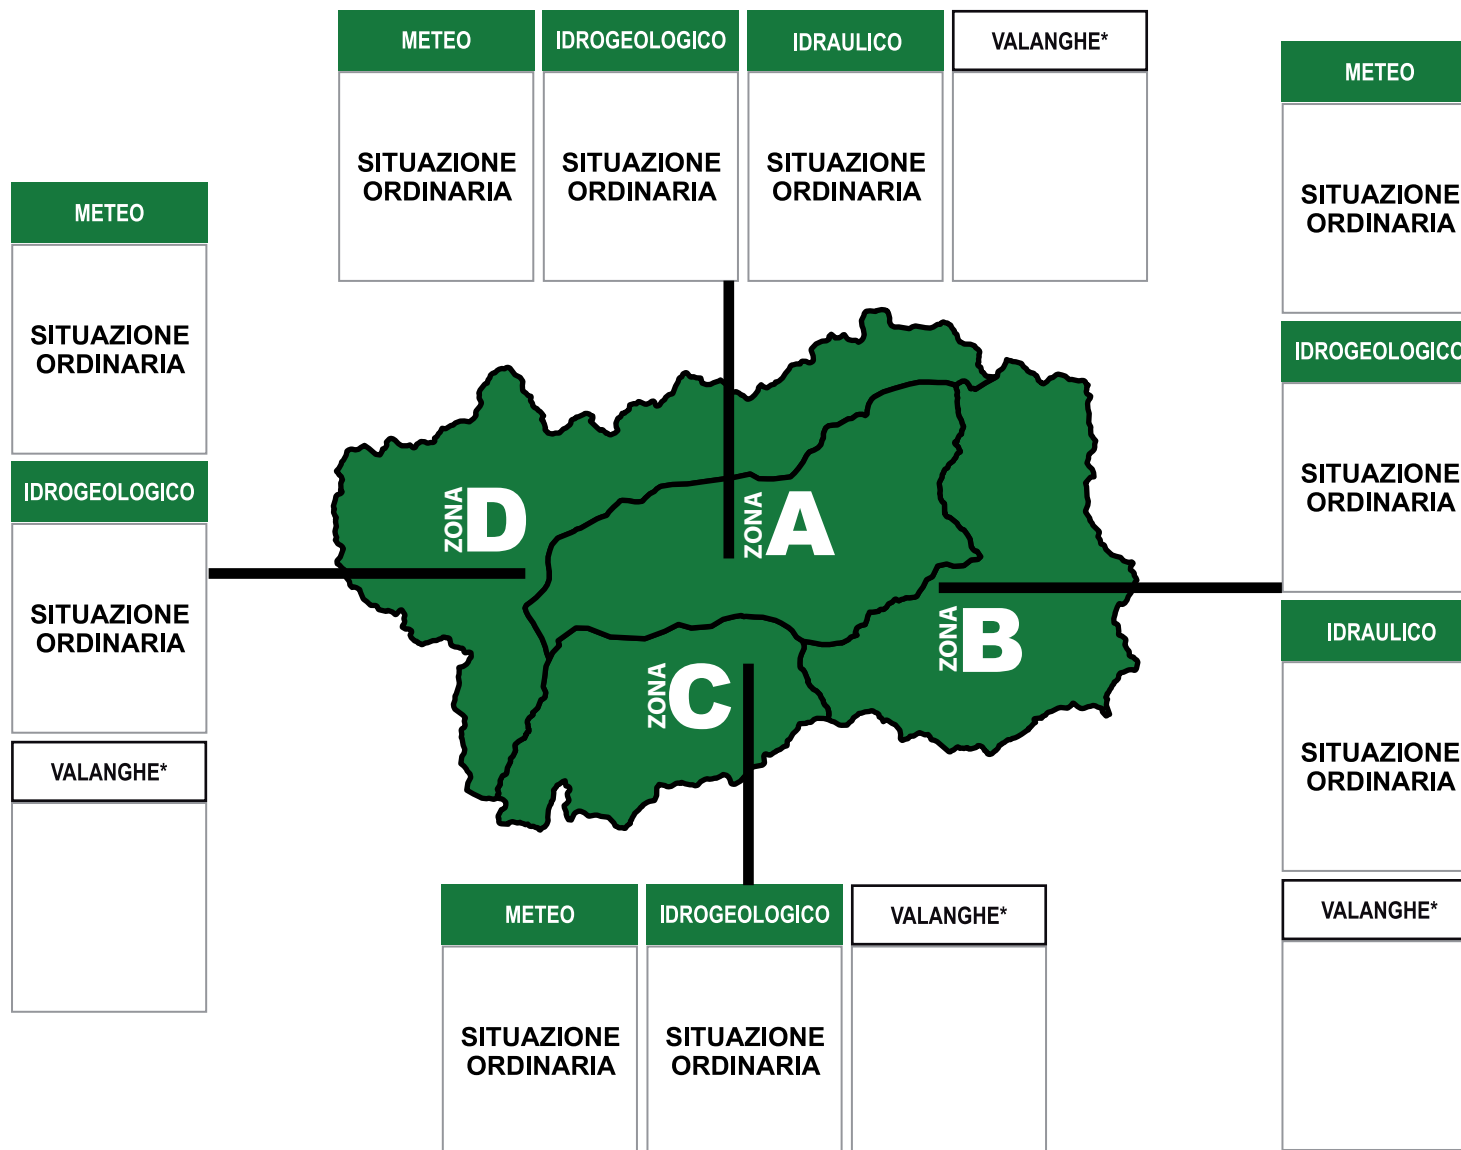 METEO
IDROGEOLOGICO
IDRAULICO
VALANGHE*
SITUAZIONE
ORDINARIA
SITUAZIONE
ORDINARIA
SITUAZIONE
ORDINARIA
METEO
SITUAZIONE
ORDINARIA
IDROGEOLOGICO
SITUAZIONE
ORDINARIA
VALANGHE*
METEO
SITUAZIONE
ORDINARIA
IDROGEOLOGICO
SITUAZIONE
ORDINARIA
IDRAULICO
SITUAZIONE
ORDINARIA
VALANGHE*
ZONA D
ZONA A
ZONA B
ZONA C
METEO
IDROGEOLOGICO
VALANGHE*
SITUAZIONE
ORDINARIA
SITUAZIONE
ORDINARIA